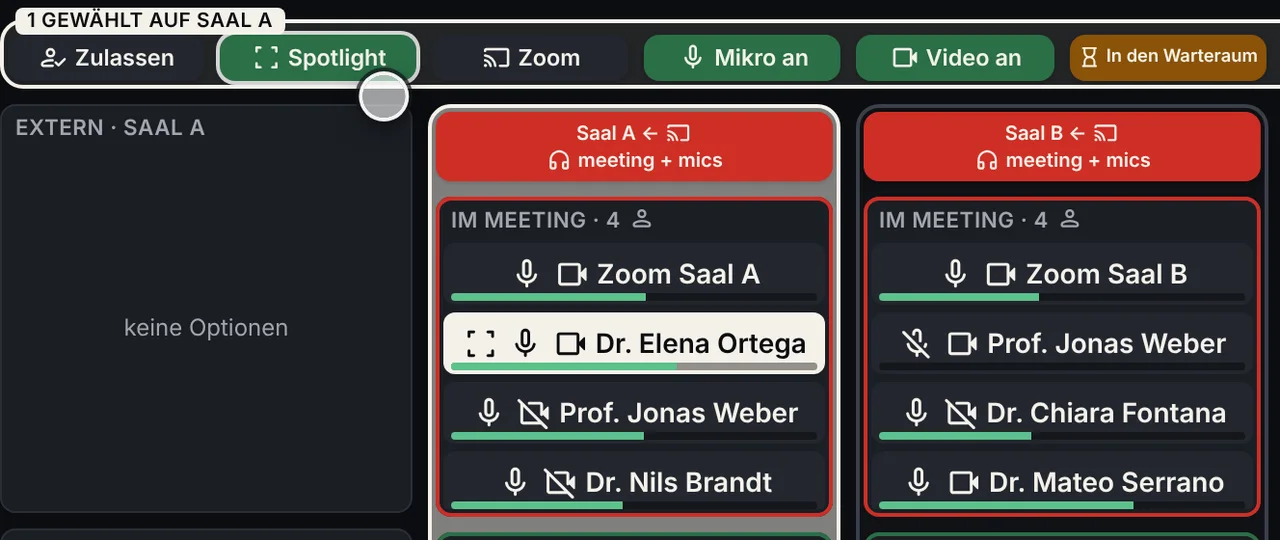 1 GEWÄHLT AUF SAAL A
Zulassen
Spotlight
Zoom
Mikro an
Video an
In den Warteraum
EXTERN · SAAL A
keine Optionen
Saal A ←
meeting + mics
IM MEETING · 4
Zoom Saal A
Dr. Elena Ortega
Prof. Jonas Weber
Dr. Nils Brandt
Saal B ←
meeting + mics
IM MEETING · 4
Zoom Saal B
Prof. Jonas Weber
Dr. Chiara Fontana
Dr. Mateo Serrano